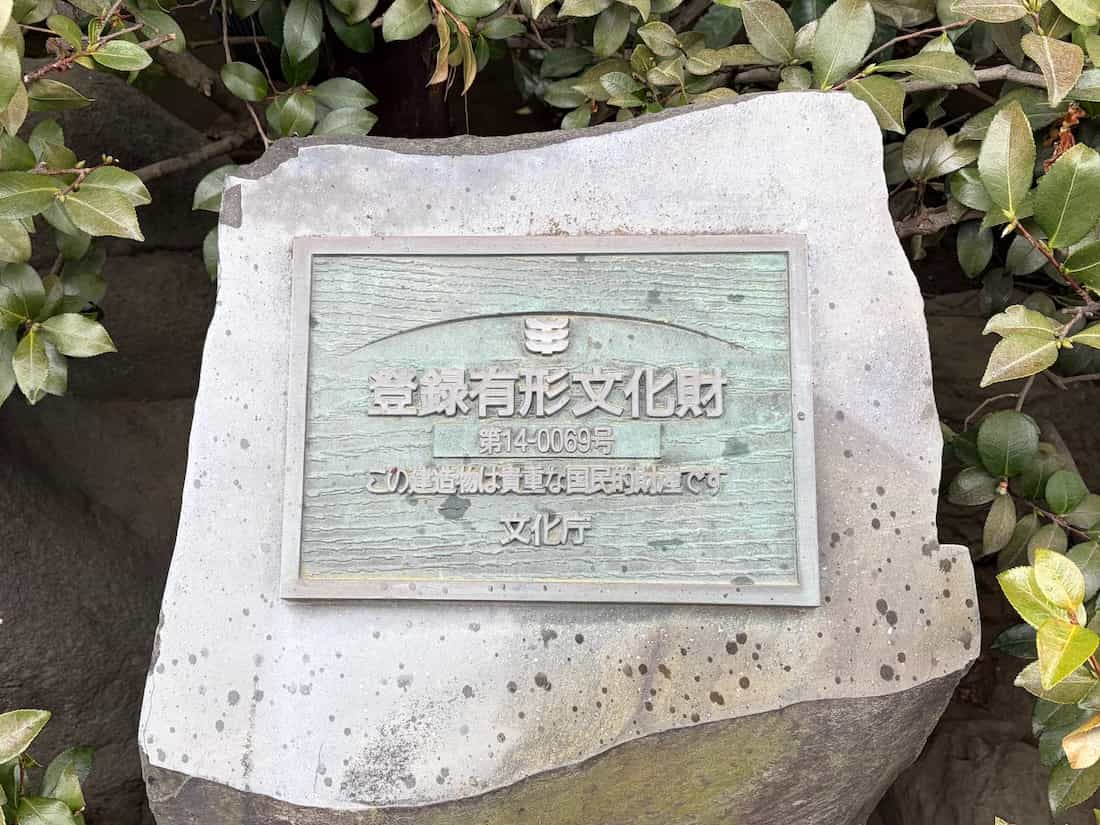 登録有形文化財
第14-0069号
この建造物は貴重な国民的財産です
文化庁